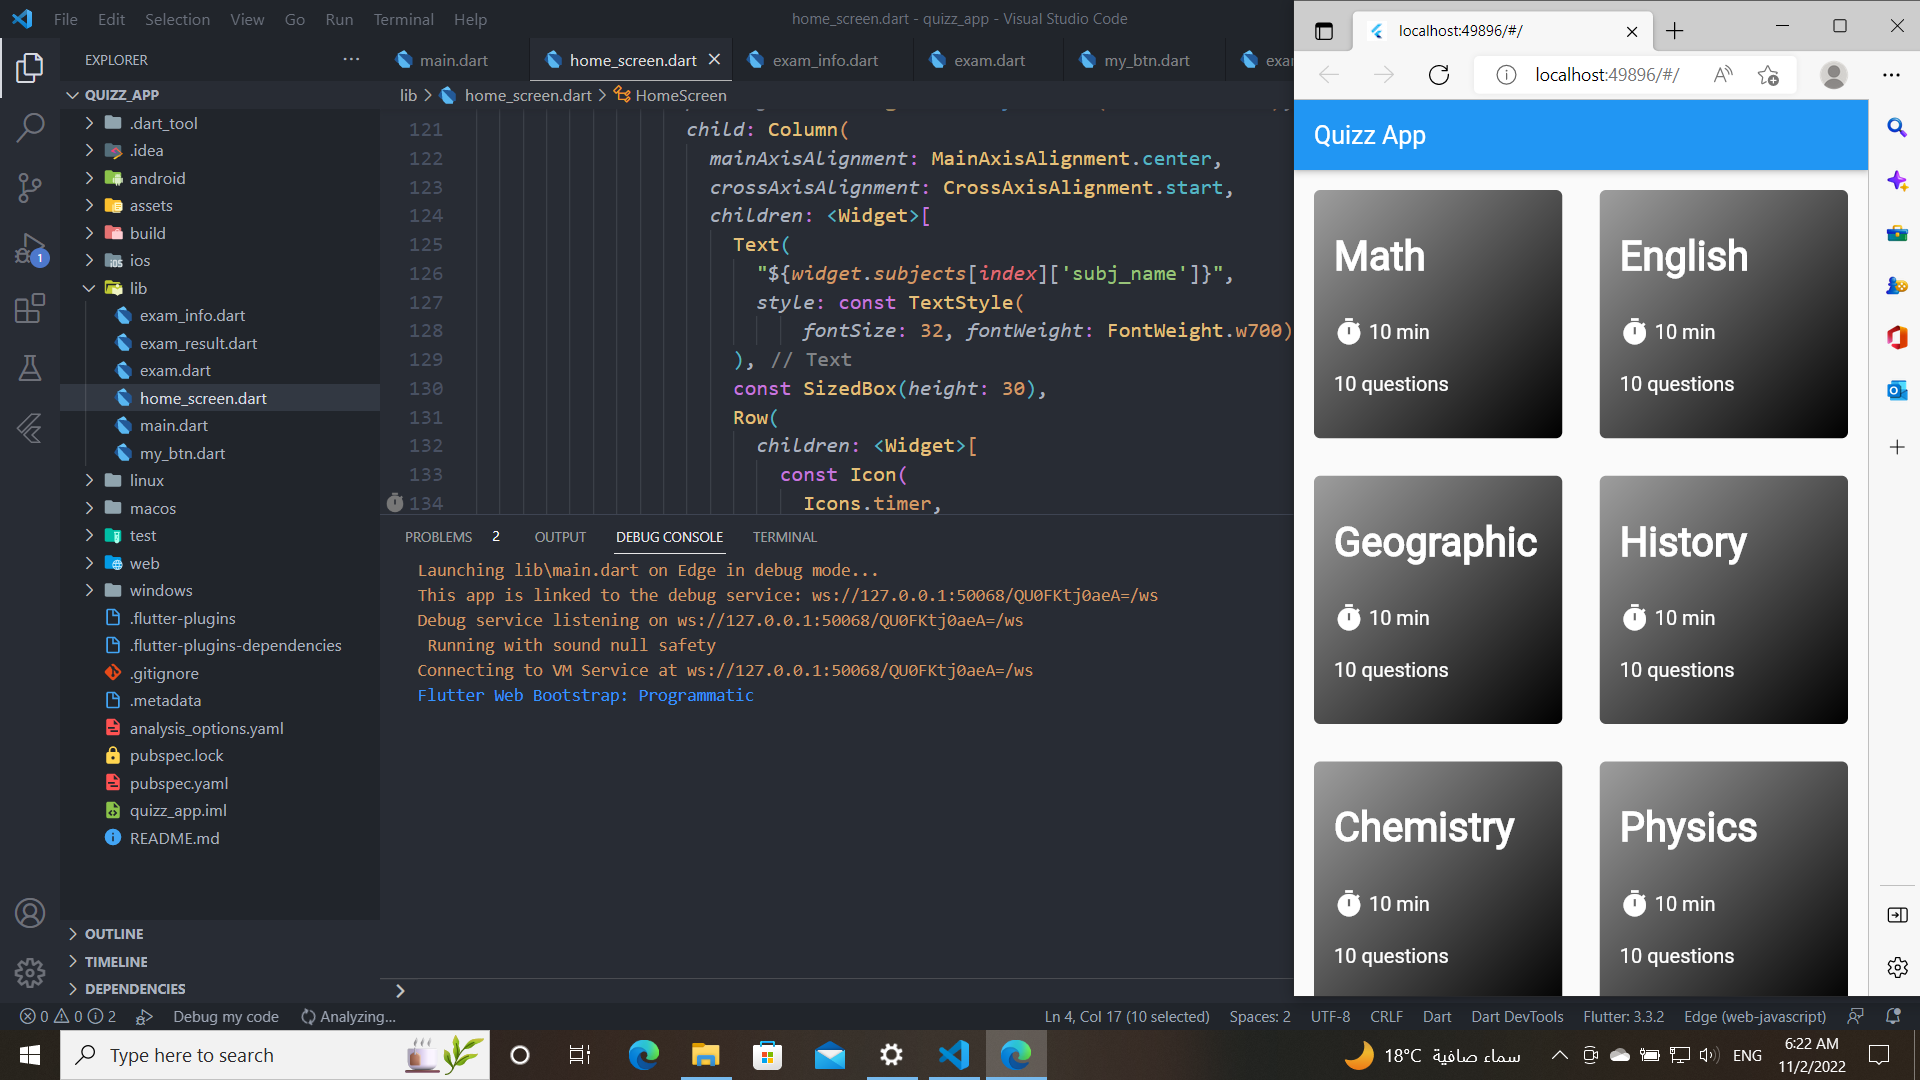 File Edit Selection View Go Run Terminal Help
home_screen.dart - quizz_app - Visual Studio Code
EXPLORER
QUIZZ_APP
.dart_tool
.idea
android
assets
build
ios
lib
exam_info.dart
exam_result.dart
exam.dart
home_screen.dart
main.dart
my_btn.dart
linux
macos
test
web
windows
.flutter-plugins
.flutter-plugins-dependencies
.gitignore
.metadata
analysis_options.yaml
pubspec.lock
pubspec.yaml
quizz_app.iml
README.md
OUTLINE
TIMELINE
DEPENDENCIES
1
main.dart home_screen.dart exam_info.dart exam.dart my_btn.dart
lib > home_screen.dart > HomeScreen
121 child: Column(
122 mainAxisAlignment: MainAxisAlignment.center,
123 crossAxisAlignment: CrossAxisAlignment.start,
124 children: <Widget>[
125 Text(
126 "${widget.subjects[index]['subj_name']}",
127 style: const TextStyle(
128 fontSize: 32, fontWeight: FontWeight.w700)
129 ), // Text
130 const SizedBox(height: 30),
131 Row(
132 children: <Widget>[
133 const Icon(
134 Icons.timer,
PROBLEMS 2 OUTPUT DEBUG CONSOLE TERMINAL
Launching lib\main.dart on Edge in debug mode...
This app is linked to the debug service: ws://127.0.0.1:50068/QU0FKtj0aeA=/ws
Debug service listening on ws://127.0.0.1:50068/QU0FKtj0aeA=/ws
Running with sound null safety
Connecting to VM Service at ws://127.0.0.1:50068/QU0FKtj0aeA=/ws
Flutter Web Bootstrap: Programmatic
localhost:49896/#/
localhost:49896/#/
Quizz App
Math
10 min
10 questions
English
10 min
10 questions
Geographic
10 min
10 questions
History
10 min
10 questions
Chemistry
10 min
10 questions
Physics
10 min
10 questions
0 0 2 Debug my code Analyzing...
Ln 4, Col 17 (10 selected) Spaces: 2 UTF-8 CRLF Dart Dart DevTools Flutter: 3.3.2 Edge (web-javascript)
Type here to search
18°C سماء صافية
ENG
6:22 AM
11/2/2022